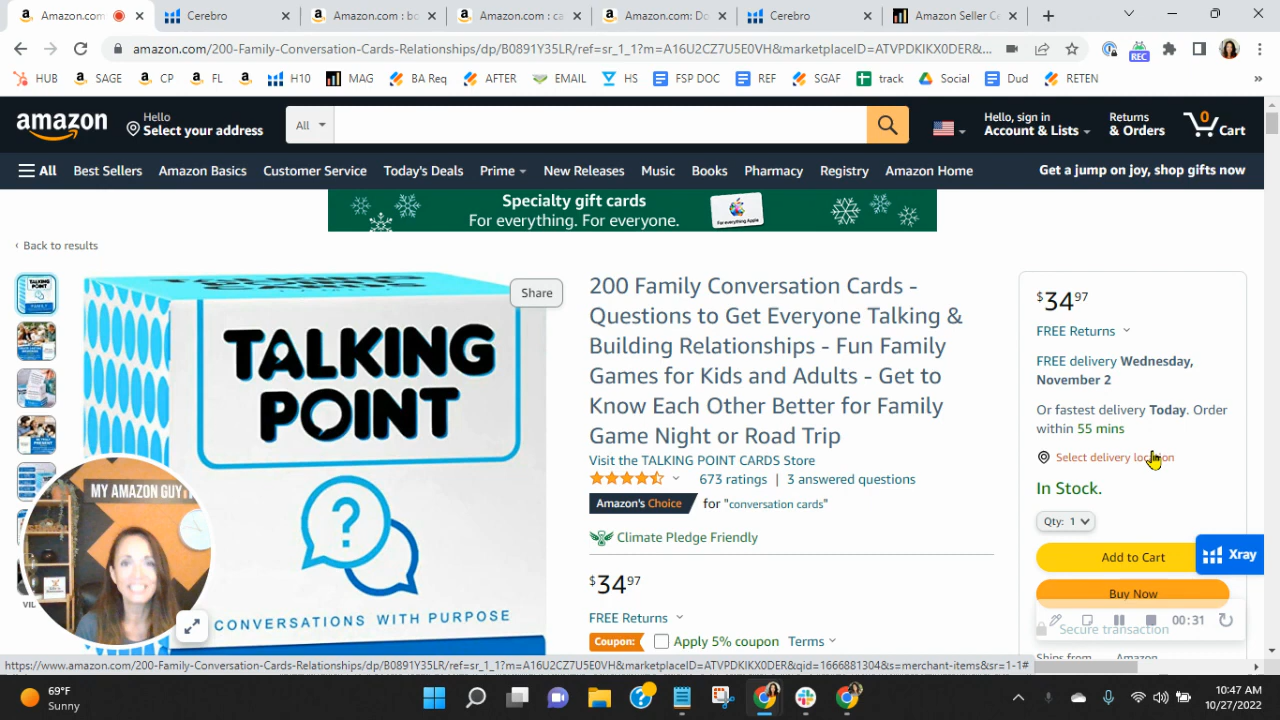 Amazon.com
Cerebro
Amazon.com : bo
Amazon.com : ca
Amazon.com: Do
Cerebro
Amazon Seller Ce
amazon.com/200-Family-Conversation-Cards-Relationships/dp/B0891Y35LR/ref=sr_1_1?m=A16U2CZ7U5E0VH&marketplaceID=ATVPDKIKX0DER&...
REC
HUB
SAGE
CP
FL
H10
MAG
BA Req
AFTER
EMAIL
HS
FSP DOC
REF
SGAF
track
Social
Dud
RETEN
»
amazon
Hello
Select your address
All
Hello, sign in
Account & Lists
Returns
& Orders
0
Cart
All
Best Sellers
Amazon Basics
Customer Service
Today's Deals
Prime
New Releases
Music
Books
Pharmacy
Registry
Amazon Home
Get a jump on joy, shop gifts now
Specialty gift cards
For everything. For everyone.
‹ Back to results
Share
TALKING
POINT
CONVERSATIONS WITH PURPOSE
MY AMAZON GUY
200 Family Conversation Cards -
Questions to Get Everyone Talking &
Building Relationships - Fun Family
Games for Kids and Adults - Get to
Know Each Other Better for Family
Game Night or Road Trip
Visit the TALKING POINT CARDS Store
673 ratings | 3 answered questions
Amazon's Choice for "conversation cards"
Climate Pledge Friendly
$34 97
FREE Returns
Coupon: Apply 5% coupon Terms
$34 97
FREE Returns
FREE delivery Wednesday,
November 2
Or fastest delivery Today. Order
within 55 mins
Select delivery location
In Stock.
Qty: 1
Add to Cart
Xray
Buy Now
00:31
Secure transaction
Ships from Amazon
https://www.amazon.com/200-Family-Conversation-Cards-Relationships/dp/B0891Y35LR/ref=sr_1_1?m=A16U2CZ7U5E0VH&marketplaceID=ATVPDKIKX0DER&qid=1666881304&s=merchant-items&sr=1-1#
69°F
Sunny
10:47 AM
10/27/2022